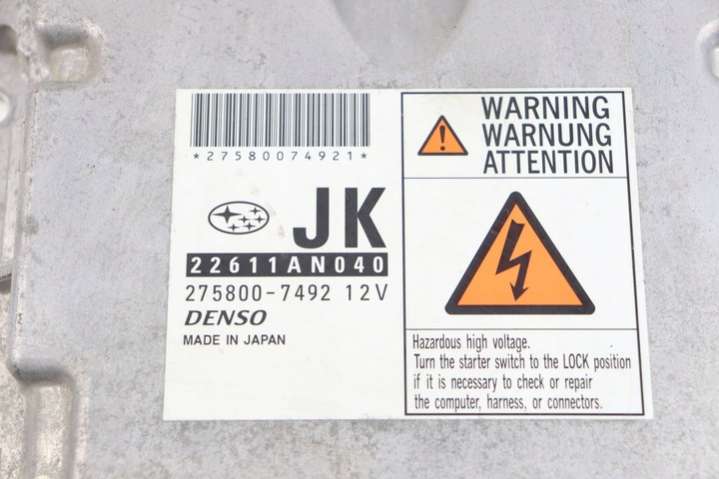 *27580074921*
JK
22611AN040
275800-7492 12V
DENSO
MADE IN JAPAN
WARNING
WARNUNG
ATTENTION
Hazardous high voltage.
Turn the starter switch to the LOCK position
if it is necessary to check or repair
the computer, harness, or connectors.